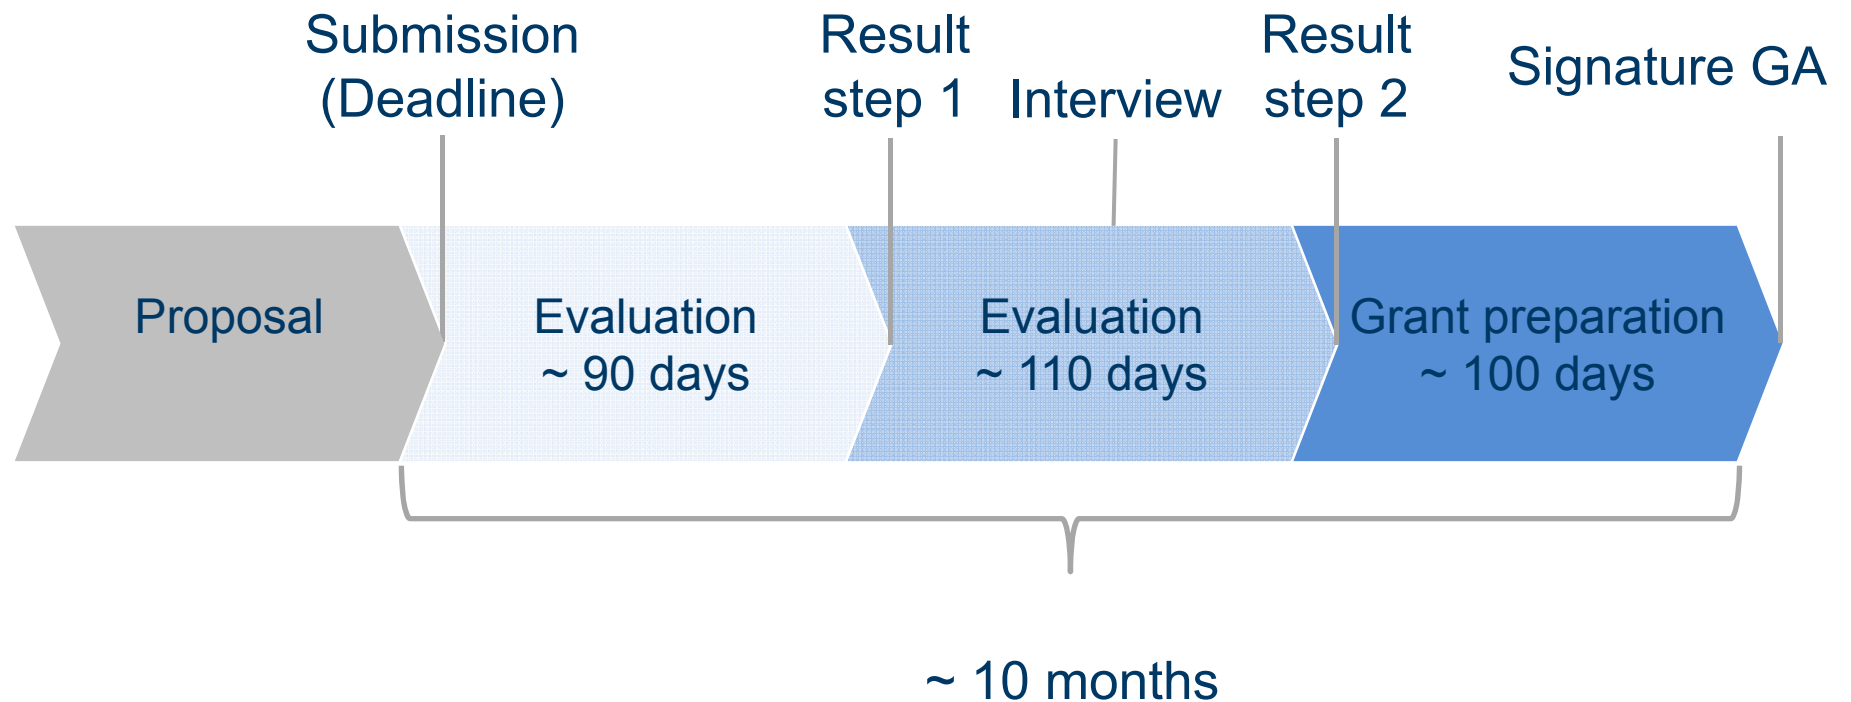 Submission
(Deadline)
Result
step 1
Interview
Result
step 2
Signature GA
Proposal
Evaluation
~ 90 days
Evaluation
~ 110 days
Grant preparation
~ 100 days
~ 10 months